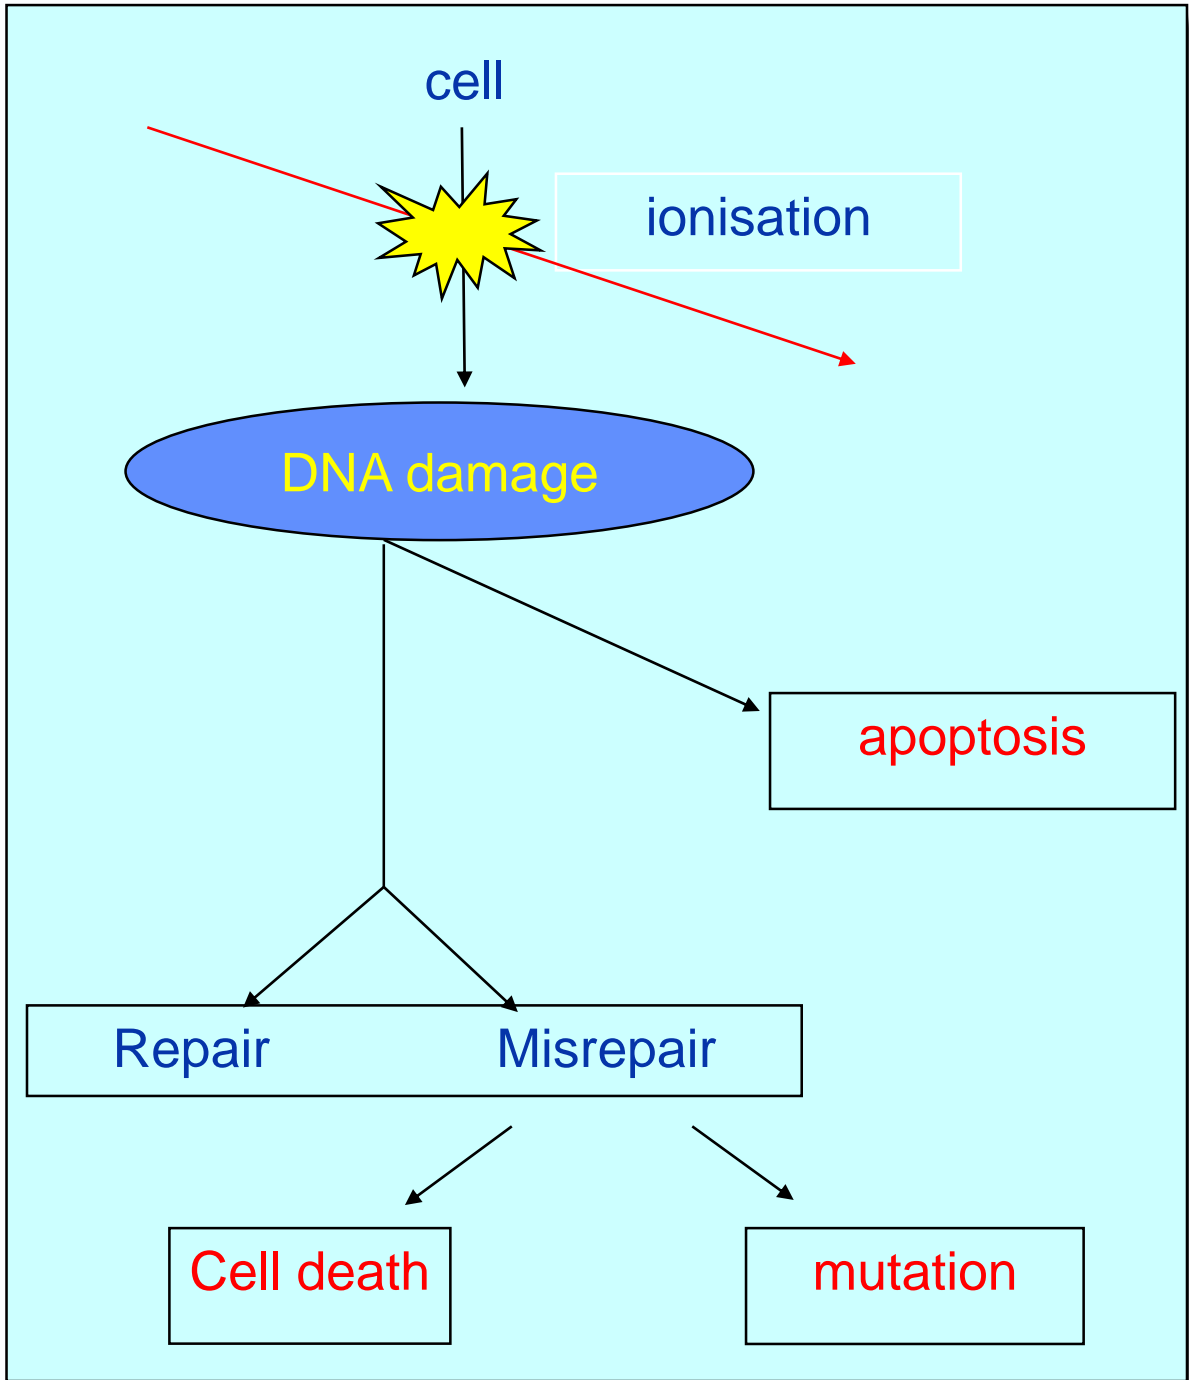 cell
ionisation
DNA damage
apoptosis
Repair Misrepair
Cell death
mutation